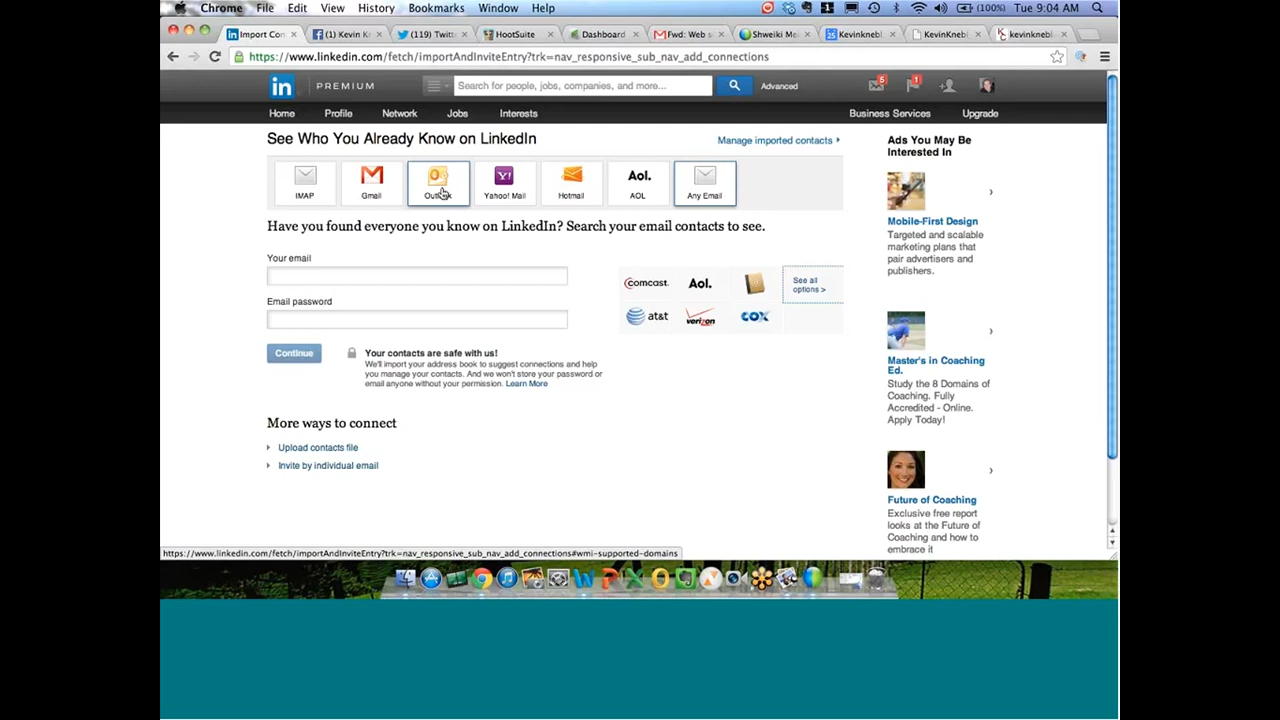 Chrome File Edit View History Bookmarks Window Help (100%) Tue 9:04 AM
Import Con (1) Kevin Kn (119) Twitt HootSuite Dashboard Fwd: Web s Shweiki Me Kevinknebl KevinKneb kevinknebl
https://www.linkedin.com/fetch/importAndInviteEntry?trk=nav_responsive_sub_nav_add_connections
in PREMIUM Search for people, jobs, companies, and more... Advanced 5 1
Home Profile Network Jobs Interests Business Services Upgrade
See Who You Already Know on LinkedIn
Manage imported contacts
IMAP Gmail Outlook Yahoo! Mail Hotmail Aol. AOL Any Email
Have you found everyone you know on LinkedIn? Search your email contacts to see.
Your email
Email password
comcast. Aol. See all
options >
at&t verizon COX
Continue
Your contacts are safe with us!
We'll import your address book to suggest connections and help
you manage your contacts. And we won't store your password or
email anyone without your permission. Learn More
More ways to connect
Upload contacts file
Invite by individual email
Ads You May Be
Interested In
Mobile-First Design
Targeted and scalable
marketing plans that
pair advertisers and
publishers.
Master's in Coaching
Ed.
Study the 8 Domains of
Coaching. Fully
Accredited - Online.
Apply Today!
Future of Coaching
Exclusive free report
looks at the Future of
Coaching and how to
embrace it
https://www.linkedin.com/fetch/importAndInviteEntry?trk=nav_responsive_sub_nav_add_connections#wmi-supported-domains